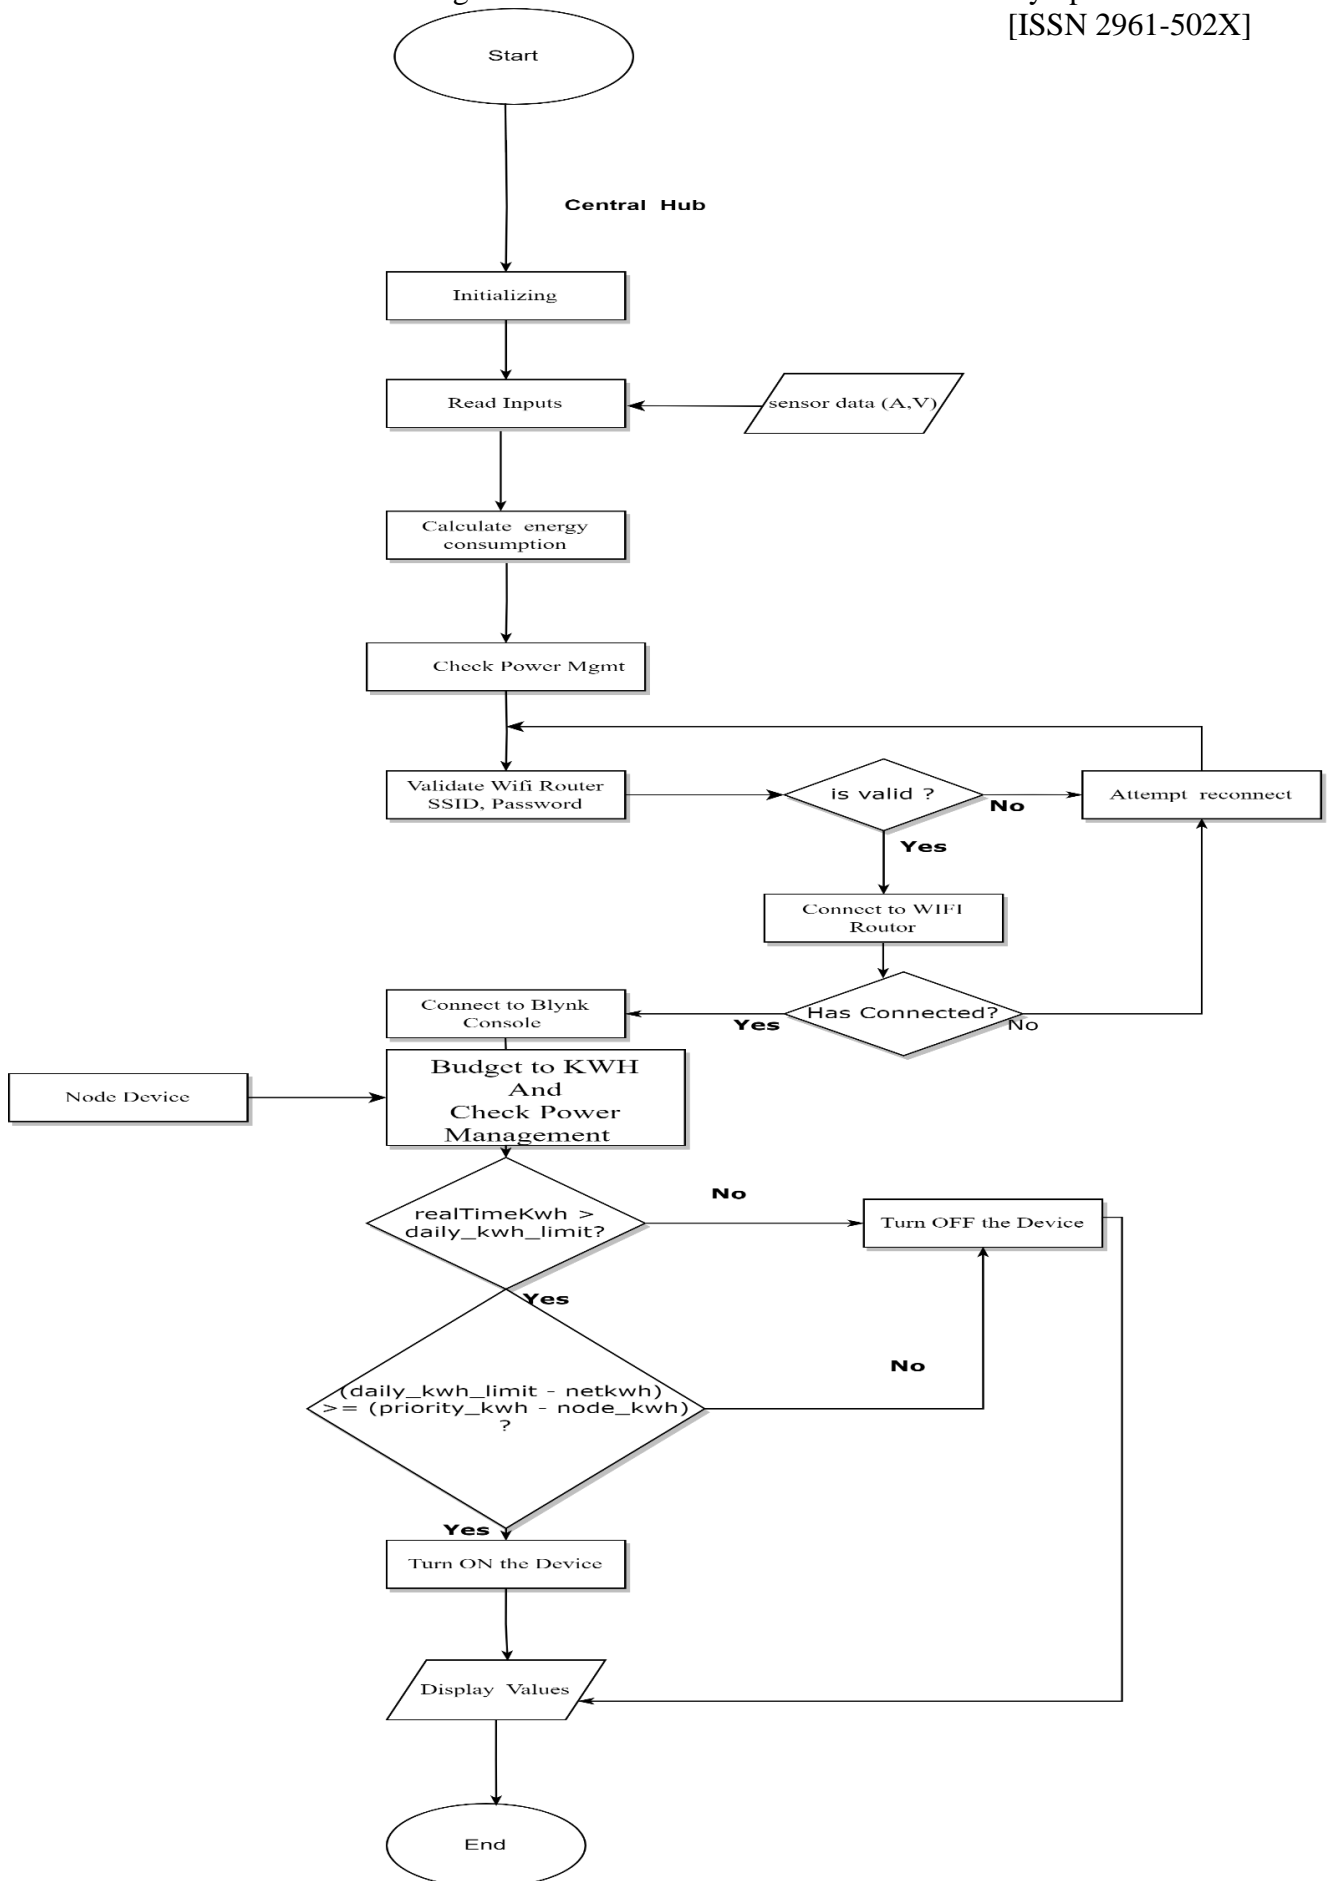 [ISSN 2961-502X]
Start
Central Hub
Initializing
Read Inputs
sensor data (A,V)
Calculate energy
consumption
Check Power Mgmt
Validate Wifi Router
SSID, Password
is valid ?
No
Attempt reconnect
Yes
Connect to WIFI
Routor
Has Connected?
No
Yes
Connect to Blynk
Console
Budget to KWH
And
Check Power
Management
Node Device
realTimeKwh >
daily_kwh_limit?
No
Turn OFF the Device
Yes
(daily_kwh_limit - netkwh)
>= (priority_kwh - node_kwh)
?
No
Yes
Turn ON the Device
Display Values
End